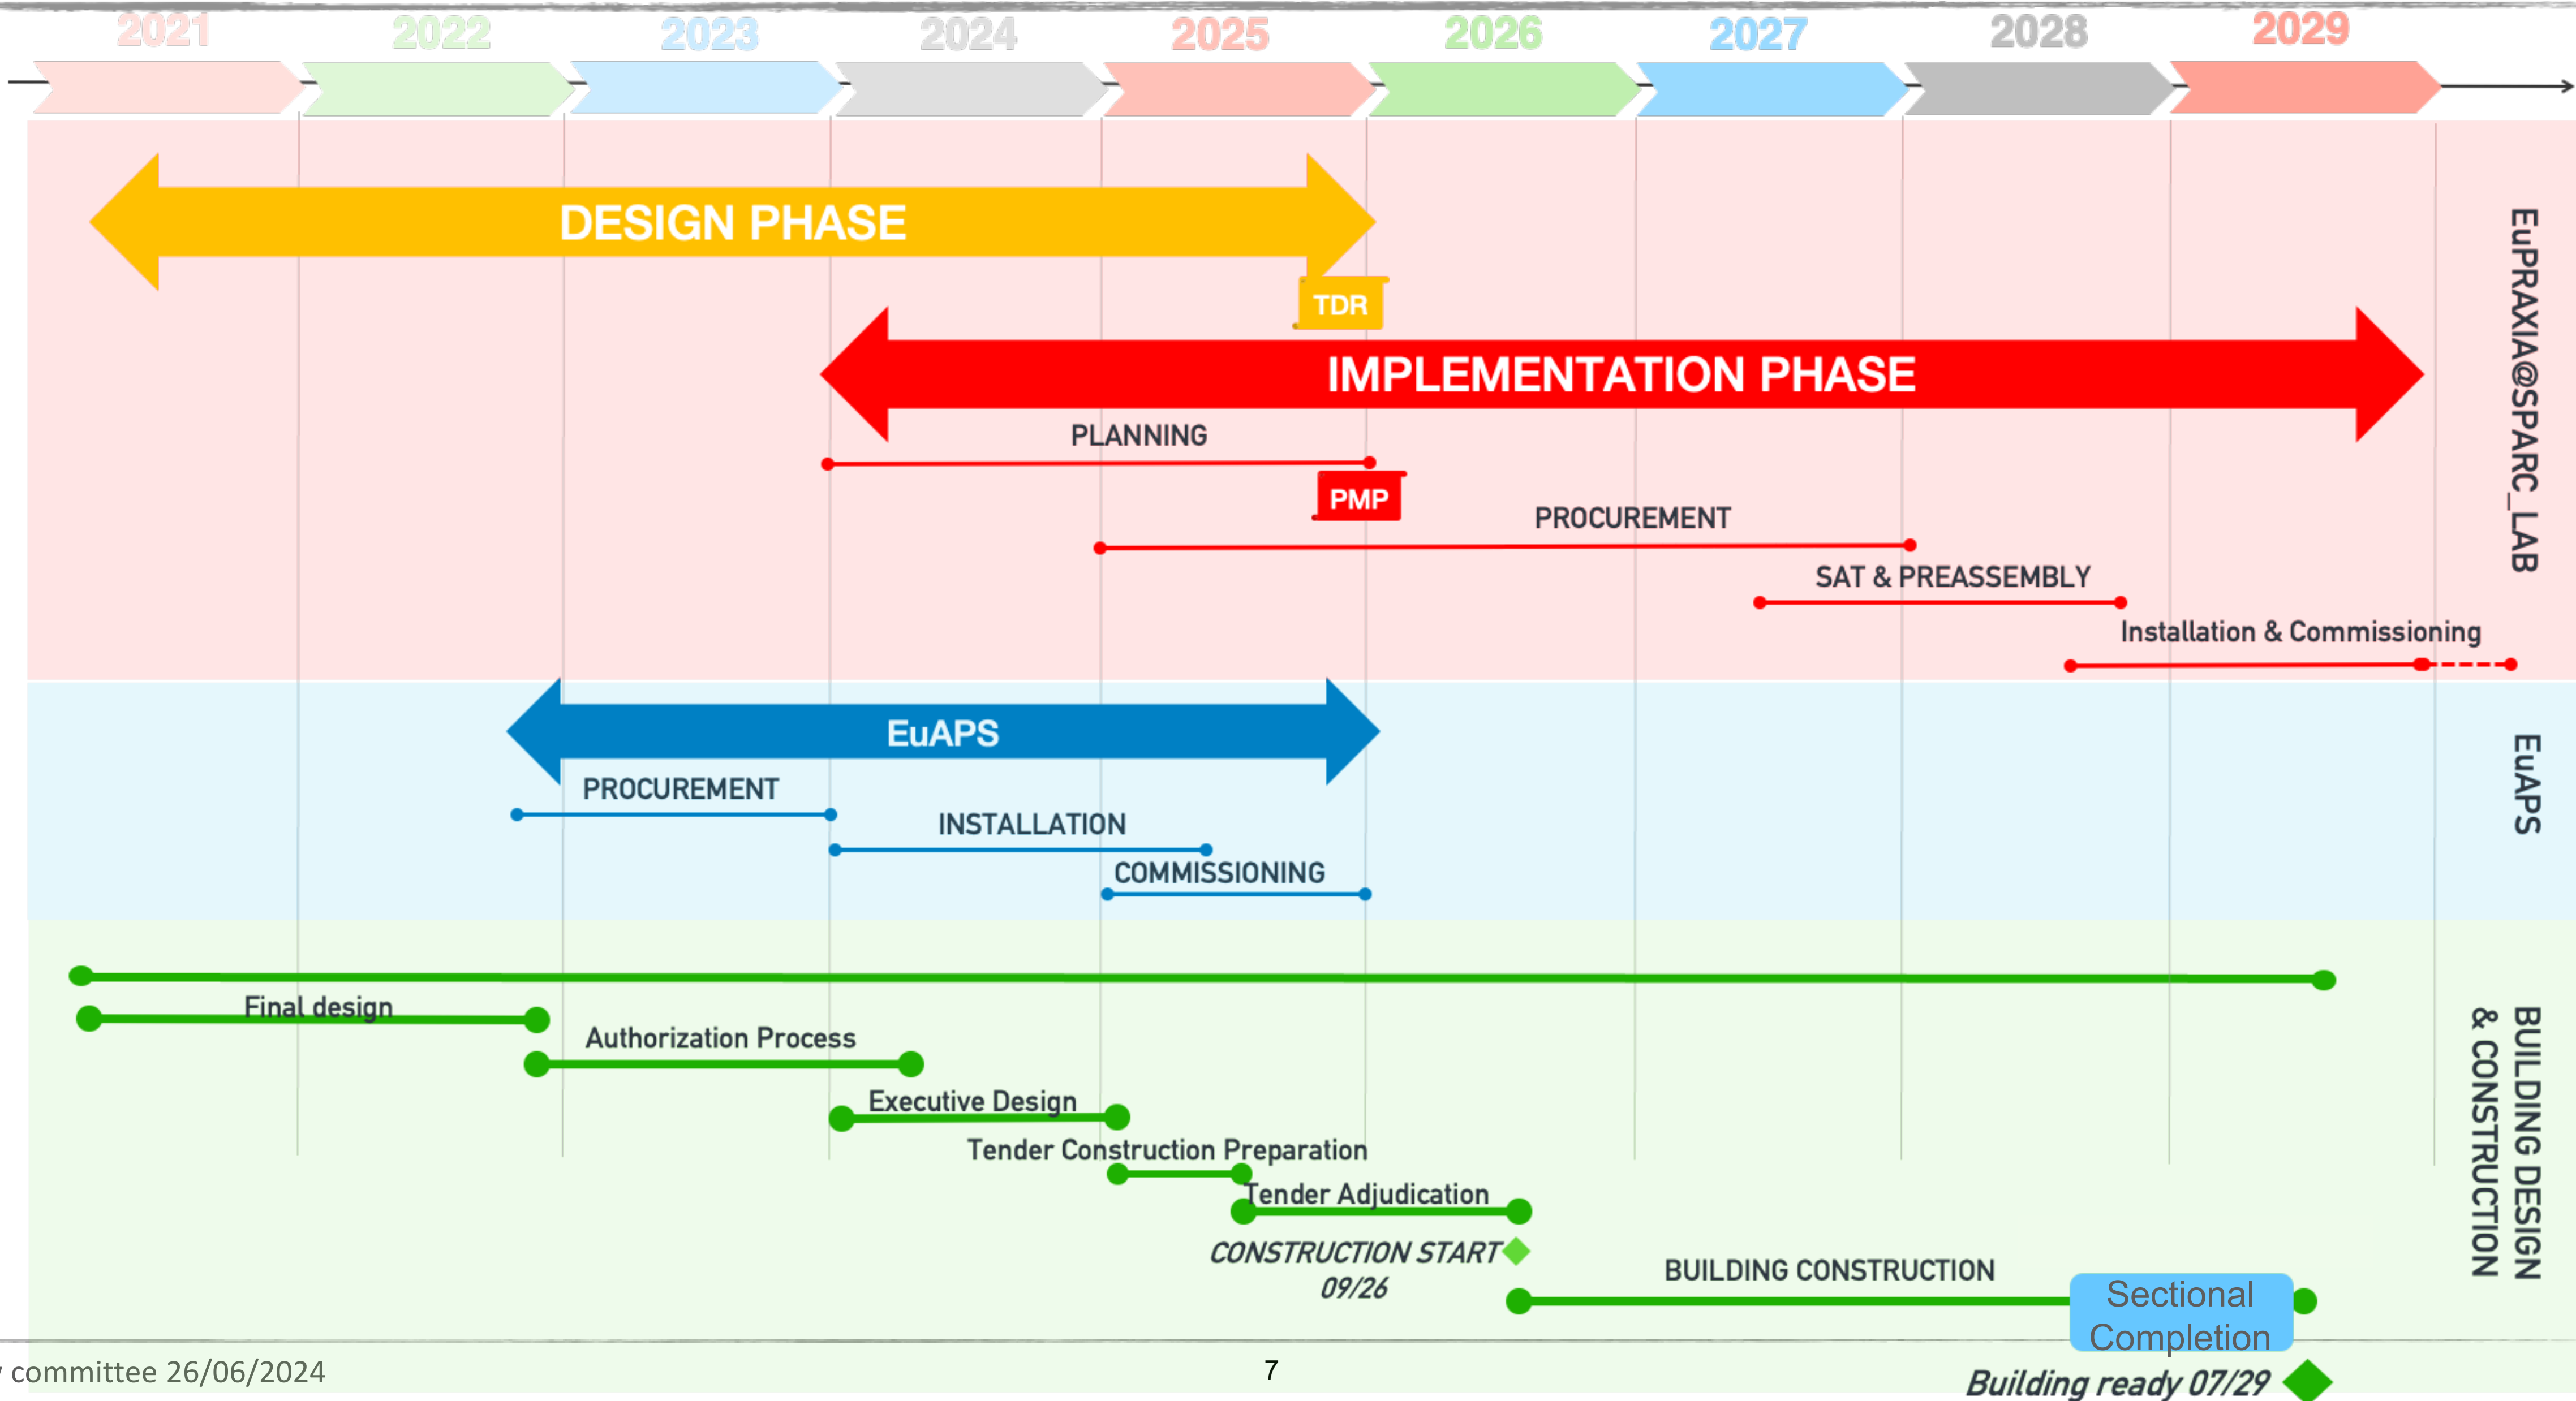 2021 2022 2023 2024 2025 2026 2027 2028 2029
DESIGN PHASE
TDR
IMPLEMENTATION PHASE
PLANNING
PMP
PROCUREMENT
SAT & PREASSEMBLY
Installation & Commissioning
EuPRAXIA@SPARC_LAB
EuAPS
PROCUREMENT
INSTALLATION
COMMISSIONING
EuAPS
Final design
Authorization Process
Executive Design
Tender Construction Preparation
Tender Adjudication
CONSTRUCTION START
09/26
BUILDING CONSTRUCTION
Sectional
Completion
BUILDING DESIGN
& CONSTRUCTION
committee 26/06/2024
7
Building ready 07/29